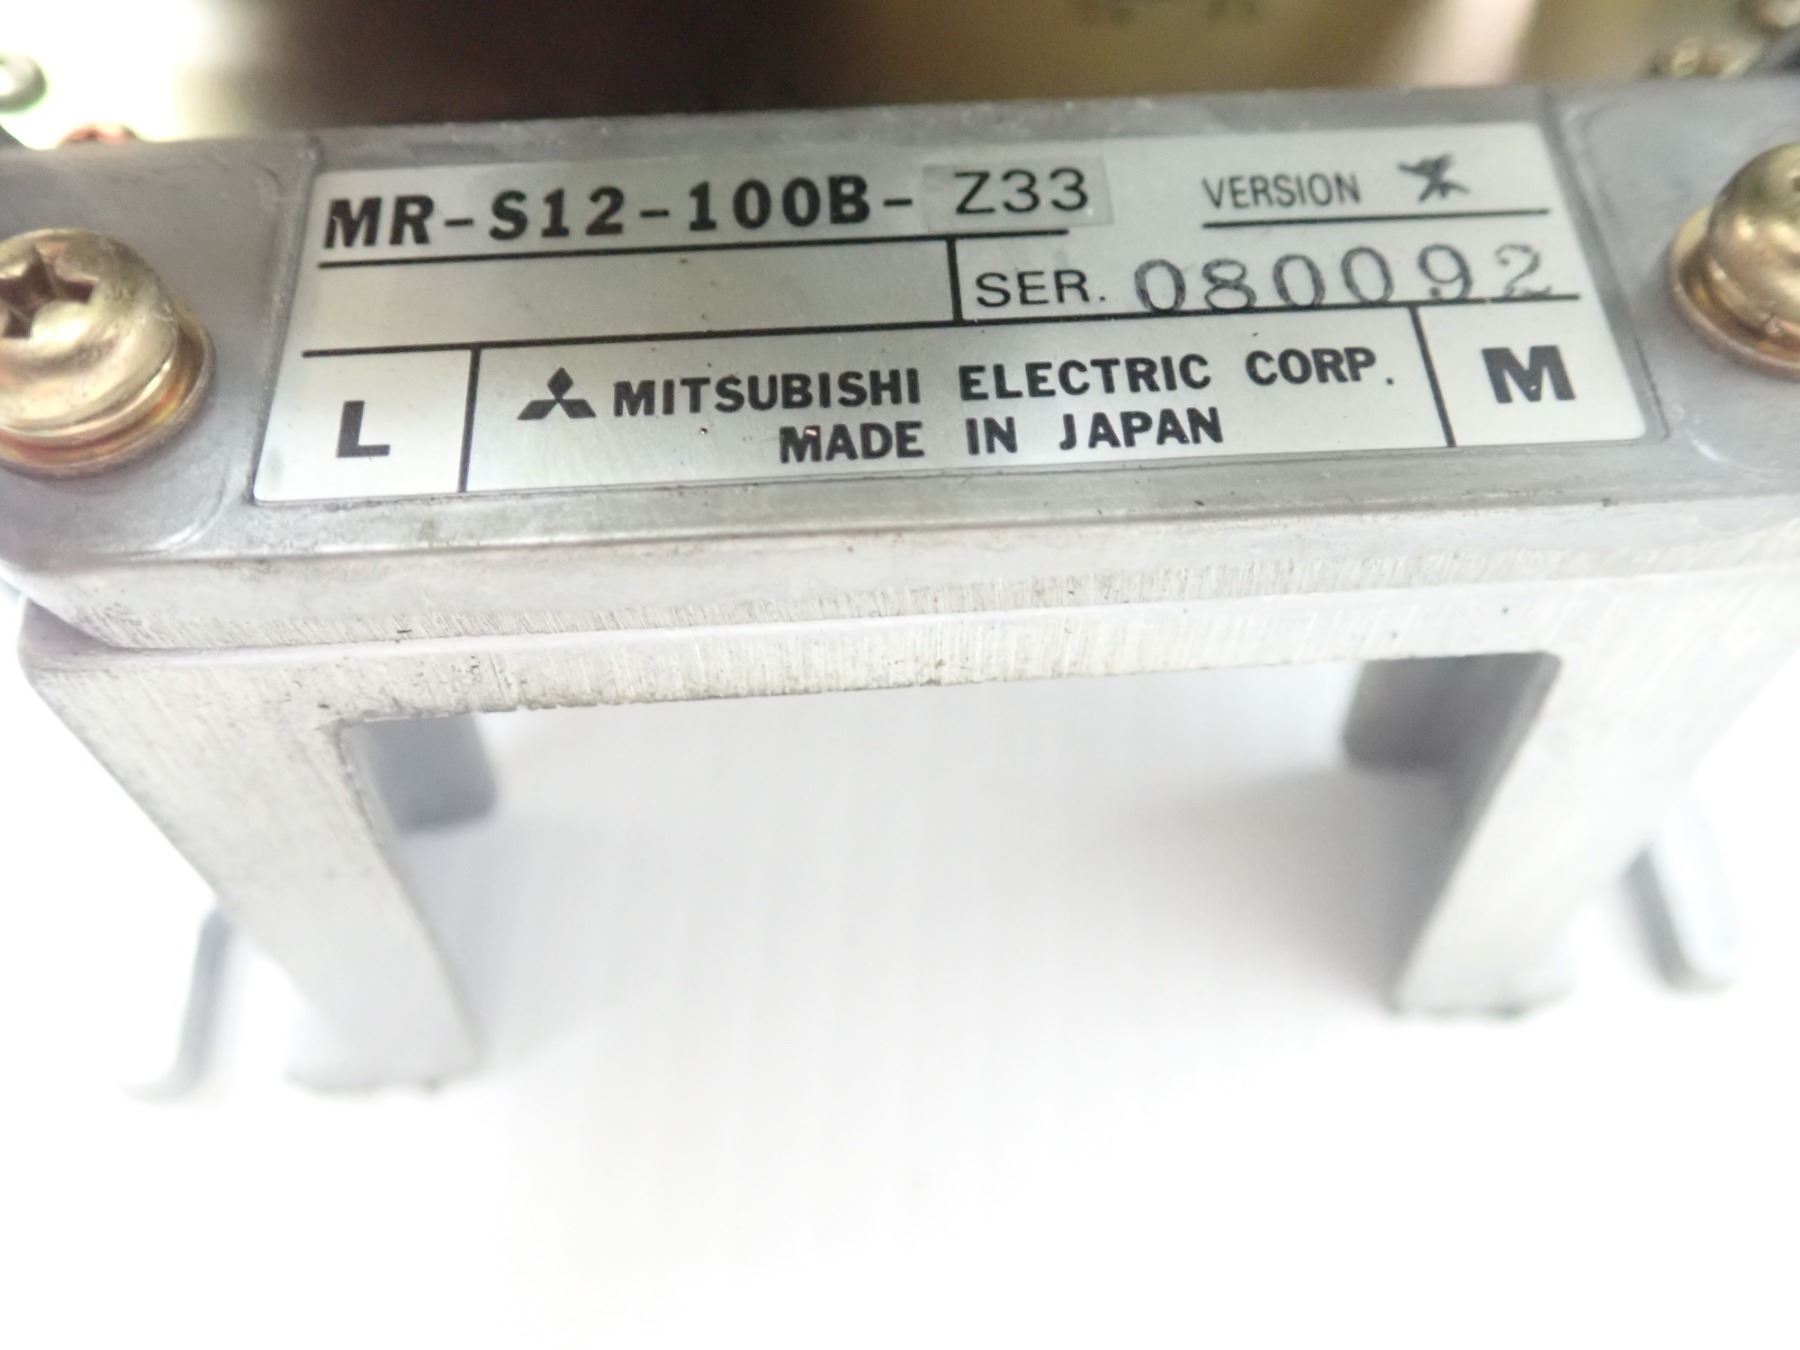 MR-S12-100B-Z33 VERSION
SER. 080092
L MITSUBISHI ELECTRIC CORP. M
MADE IN JAPAN